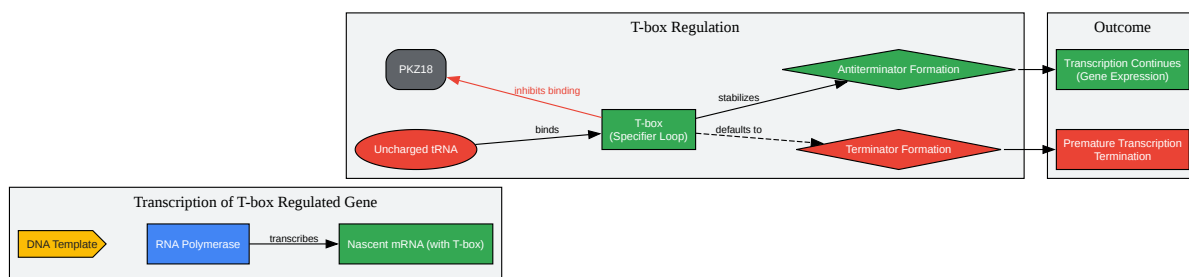 T-box Regulation
Outcome
PKZ18
Antiterminator Formation
Transcription Continues
(Gene Expression)
inhibits binding
stabilizes
T-box
(Specifier Loop)
binds
defaults to
Uncharged tRNA
Terminator Formation
Premature Transcription
Termination
Transcription of T-box Regulated Gene
DNA Template
RNA Polymerase
transcribes
Nascent mRNA (with T-box)